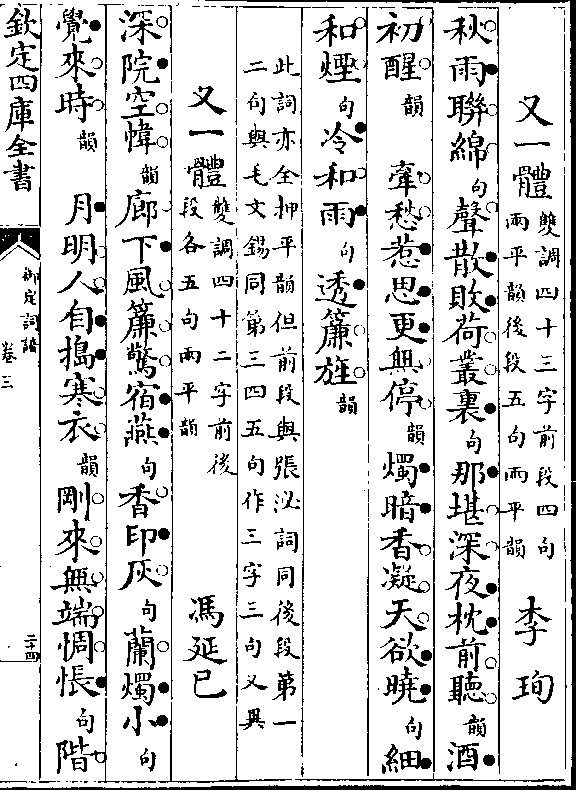 又一體 雙調四十三字前段四句兩平韻後段五句兩平韻 李珣
秋雨聯綿句聲散敗荷叢裏句那堪深夜枕前聽韻酒
初醒韻 牽愁惹思更無停韻燭暗香凝天欲曉句細
和煙句冷和雨句透簾旌韻
此詞亦全押平韻但前段與張泌詞同後段第一
二句與毛文錫同第三四五句作三字三句又異
又一體 雙調四十二字前後段各五句兩平韻 馮延巳
深院空幃韻廊下風簾驚宿燕句香印灰句蘭燭小句
覺來時韻 月明人自搗寒衣韻剛來無端惆悵句階
欽定四庫全書
御定詞譜
卷三
二十四